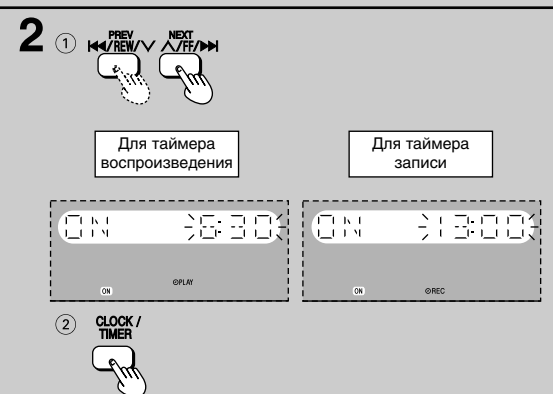 2
① PREV NEXT
⏮/REW/∨ ∧/FF/⏭
Для таймера
воспроизведения
Для таймера
записи
ON 6:30
ON ⏲PLAY
ON 13:00
ON ⏲REC
② CLOCK /
TIMER